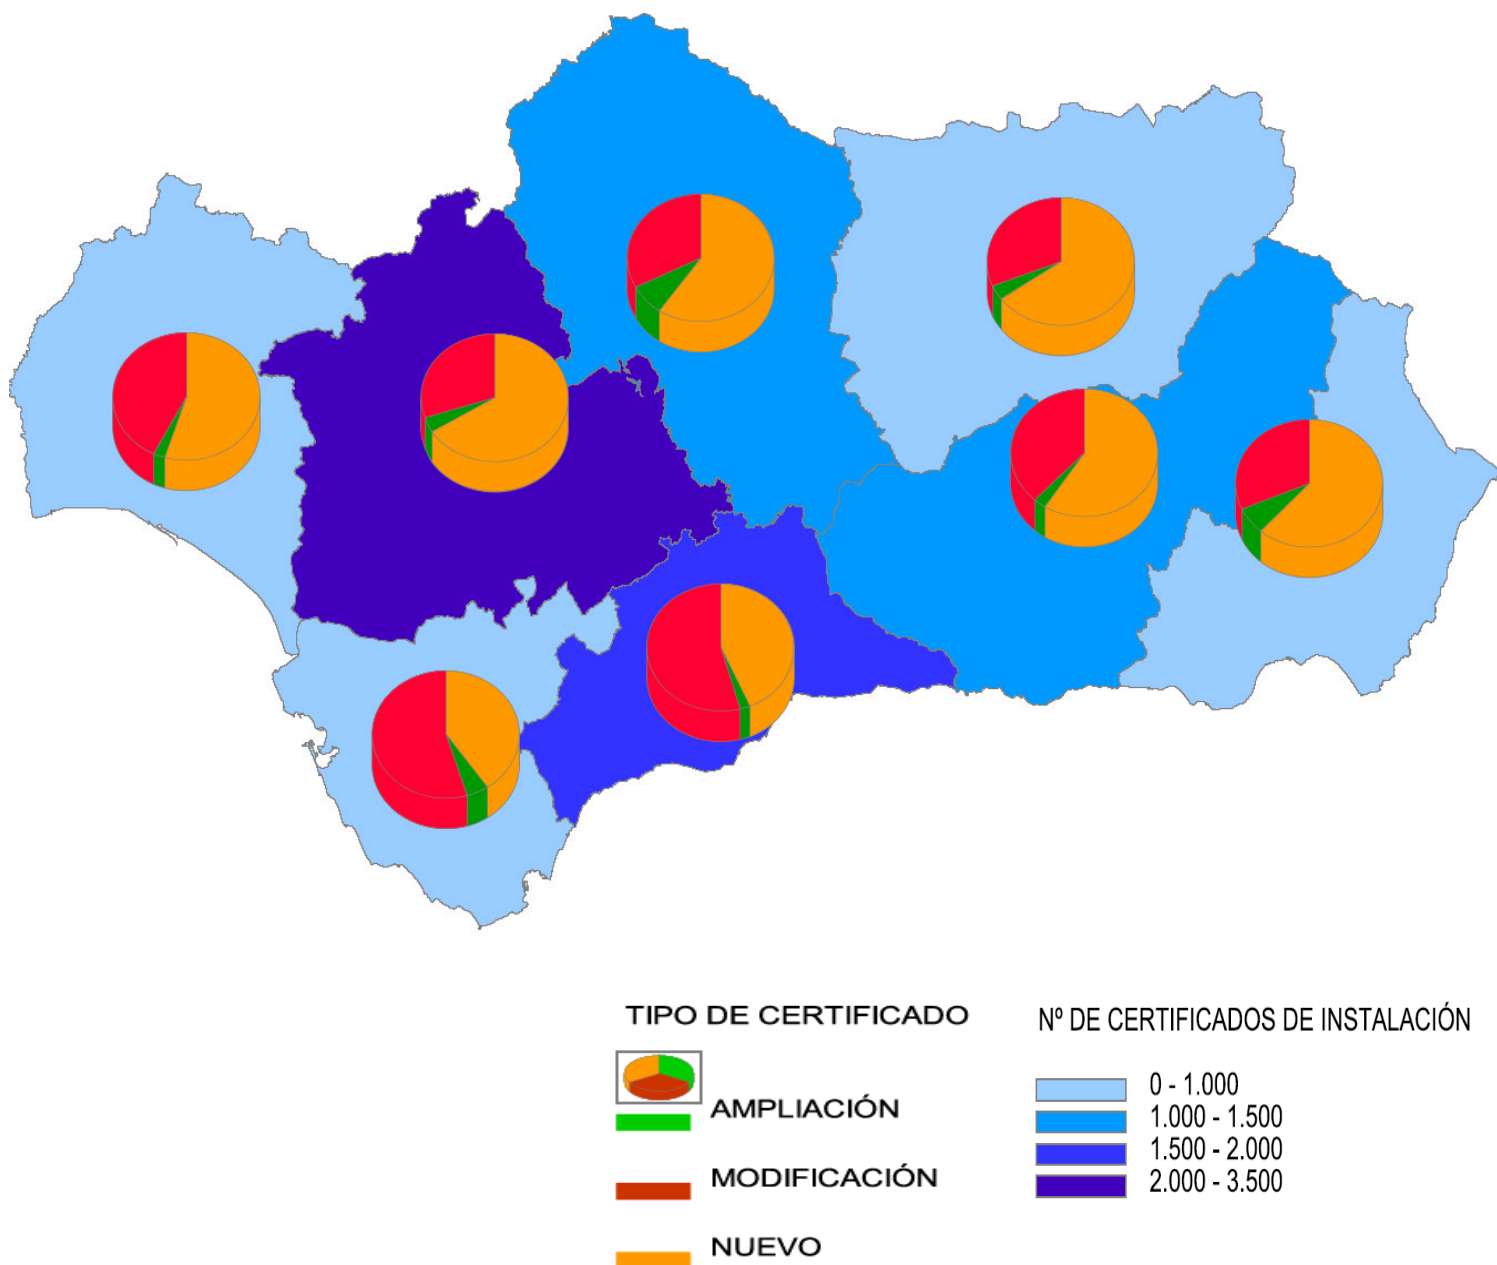 TIPO DE CERTIFICADO
AMPLIACIÓN
MODIFICACIÓN
NUEVO
Nº DE CERTIFICADOS DE INSTALACIÓN
0 - 1.000
1.000 - 1.500
1.500 - 2.000
2.000 - 3.500